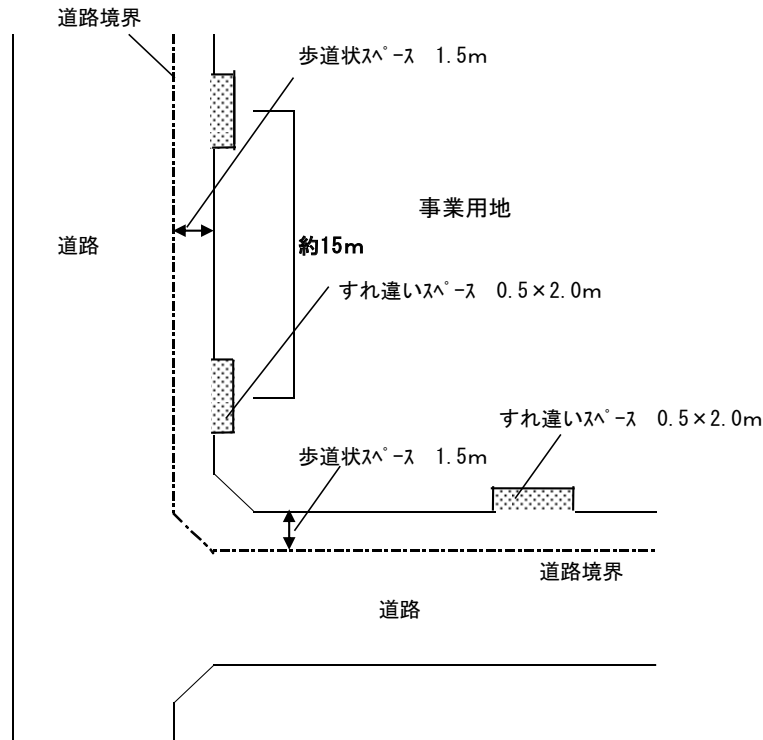 道路境界
歩道状ｽﾍﾟｰｽ 1.5ｍ
事業用地
道路
約15ｍ
すれ違いｽﾍﾟｰｽ 0.5×2.0ｍ
すれ違いｽﾍﾟｰｽ 0.5×2.0ｍ
歩道状ｽﾍﾟｰｽ 1.5ｍ
道路境界
道路